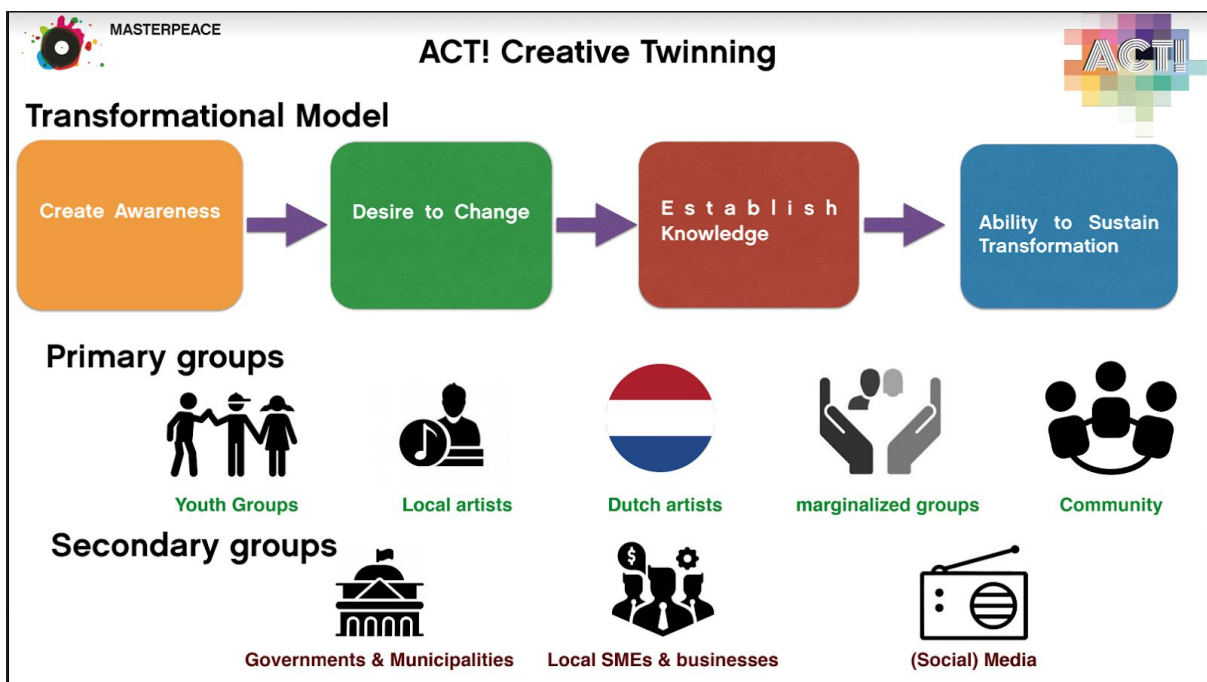 MASTERPEACE
ACT! Creative Twinning
ACT!
Transformational Model
Create Awareness
Desire to Change
Establish
Knowledge
Ability to Sustain
Transformation
Primary groups
Youth Groups
Local artists
Dutch artists
marginalized groups
Community
Secondary groups
$
Governments & Municipalities
Local SMEs & businesses
(Social) Media